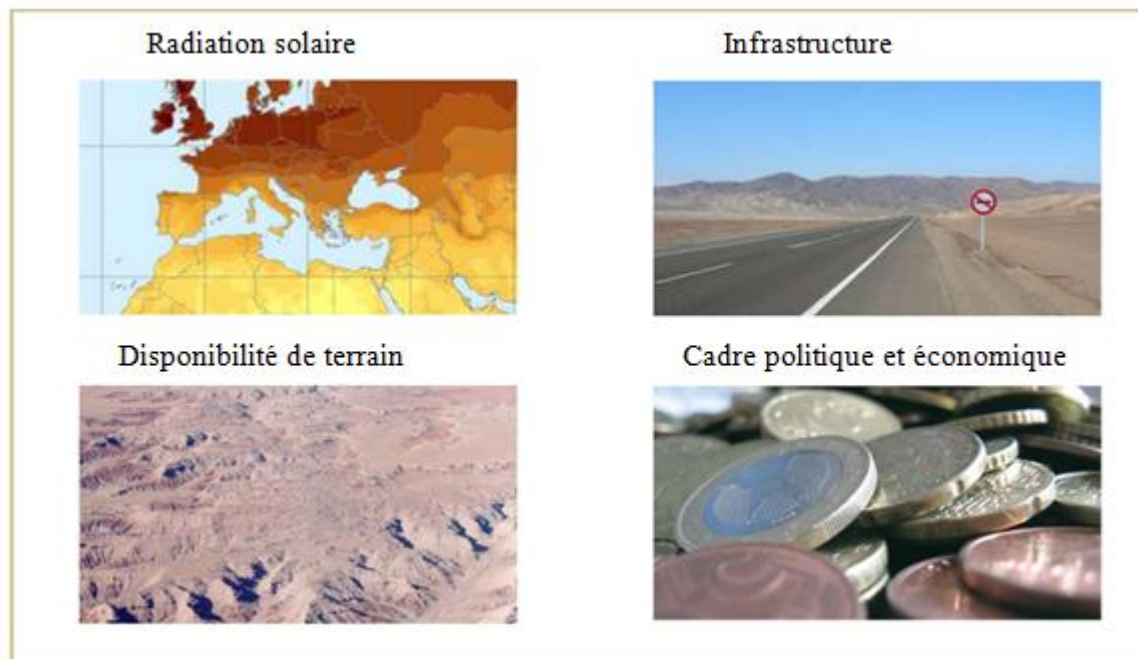 Radiation solaire
Infrastructure
Disponibilité de terrain
Cadre politique et économique